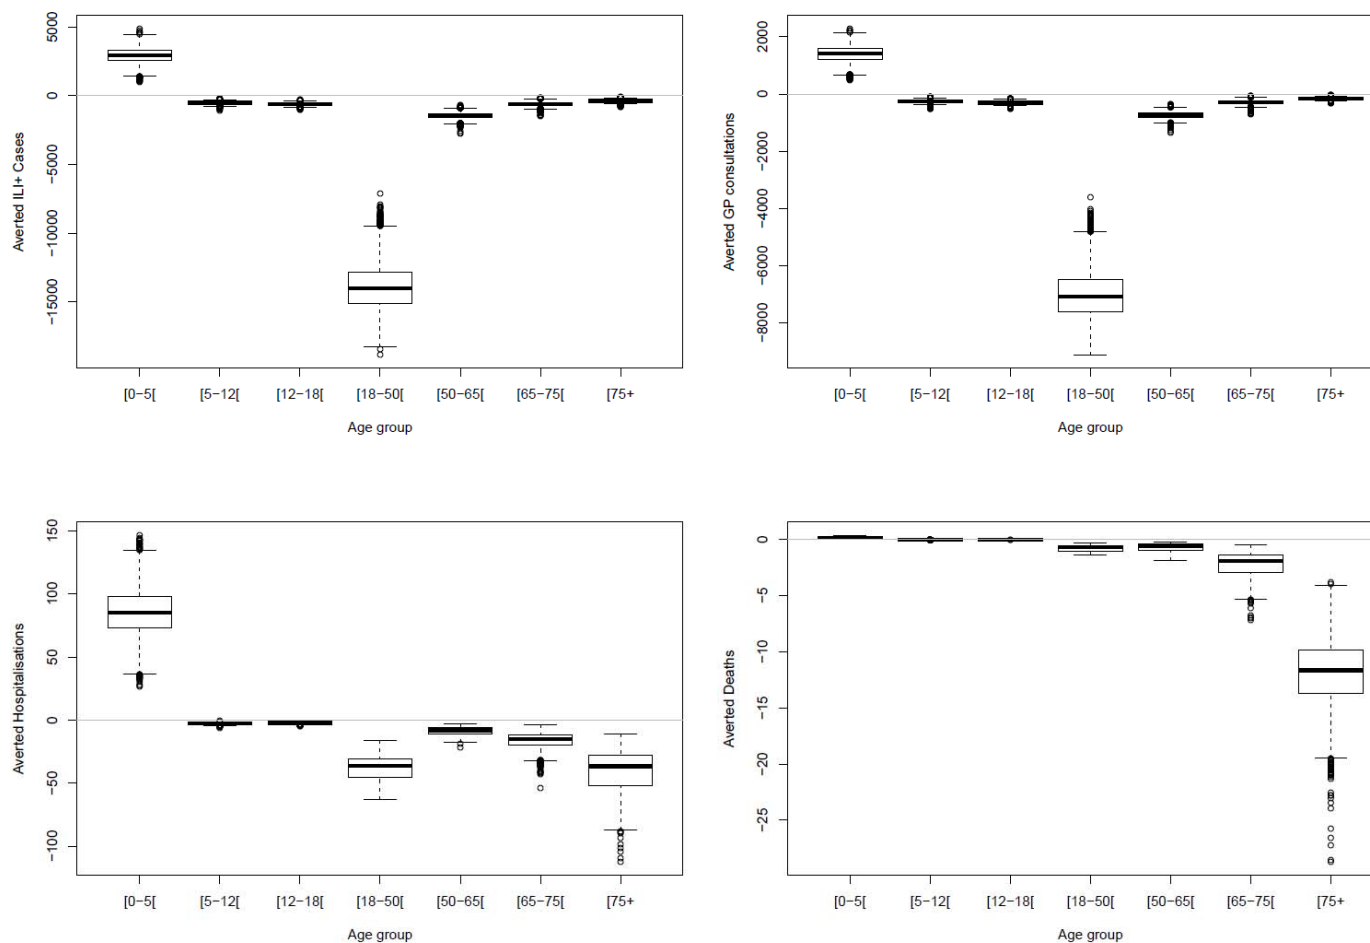 Averted ILI+ Cases
5000
0
−5000
−10000
−15000
[0−5[ [5−12[ [12−18[ [18−50[ [50−65[ [65−75[ [75+
Age group
Averted GP consultations
2000
0
−2000
−4000
−6000
−8000
[0−5[ [5−12[ [12−18[ [18−50[ [50−65[ [65−75[ [75+
Age group
Averted Hospitalisations
150
100
50
0
−50
−100
[0−5[ [5−12[ [12−18[ [18−50[ [50−65[ [65−75[ [75+
Age group
Averted Deaths
0
−5
−10
−15
−20
−25
[0−5[ [5−12[ [12−18[ [18−50[ [50−65[ [65−75[ [75+
Age group